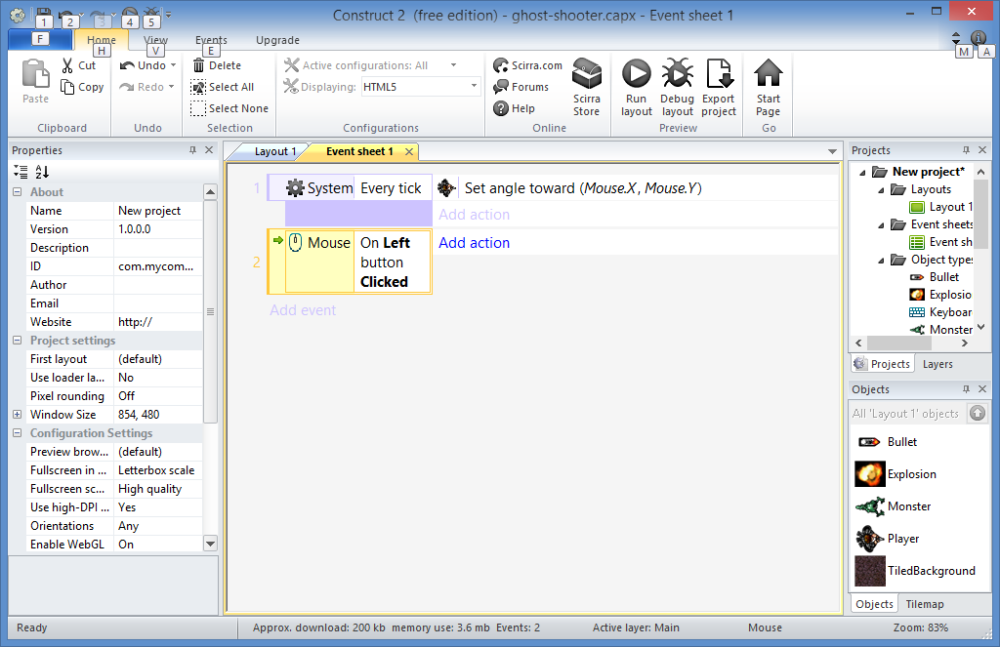 Construct 2 (free edition) - ghost-shooter.capx - Event sheet 1
1 2 3 4 5
F
Home View Events Upgrade
H V E M A
Paste Cut Copy
Undo Redo
Delete
Select All
Select None
Active configurations: All
Displaying: HTML5
Scirra.com
Forums
Help
Scirra Store
Run layout
Debug layout
Export project
Start Page
Clipboard Undo Selection Configurations Online Preview Go
Properties
About
Name New project
Version 1.0.0.0
Description
ID com.mycom...
Author
Email
Website http://
Project settings
First layout (default)
Use loader la... No
Pixel rounding Off
Window Size 854, 480
Configuration Settings
Preview brow... (default)
Fullscreen in ... Letterbox scale
Fullscreen sc... High quality
Use high-DPI ... Yes
Orientations Any
Enable WebGL On
Layout 1 Event sheet 1
1 System Every tick Set angle toward (Mouse.X, Mouse.Y)
Add action
2 Mouse On Left button Clicked Add action
Add event
Projects
New project*
Layouts
Layout 1
Event sheets
Event sh
Object types
Bullet
Explosio
Keyboar
Monster
Projects Layers
Objects
All 'Layout 1' objects
Bullet
Explosion
Monster
Player
TiledBackground
Objects Tilemap
Ready Approx. download: 200 kb memory use: 3.6 mb Events: 2 Active layer: Main Mouse Zoom: 83%